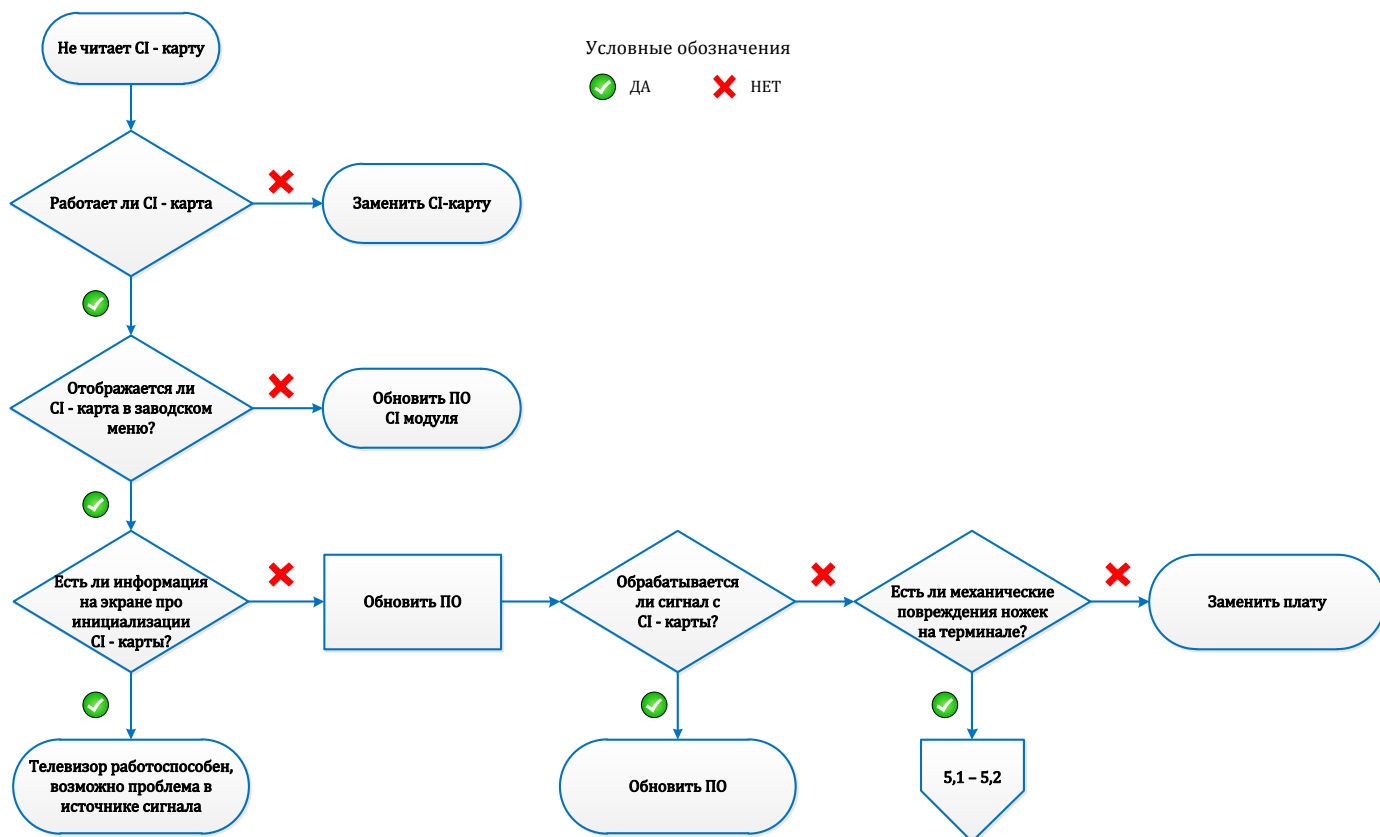 Не читает CI - карту
Условные обозначения
ДА
НЕТ
Работает ли CI - карта
Заменить CI-карту
Отображается ли
CI - карта в заводском
меню?
Обновить ПО
CI модуля
Есть ли информация
на экране про
инициализации
CI - карты?
Обновить ПО
Обрабатывается
ли сигнал с
CI - карты?
Есть ли механические
повреждения ножек
на терминале?
Заменить плату
Телевизор работоспособен,
возможно проблема в
источнике сигнала
Обновить ПО
5,1 – 5,2